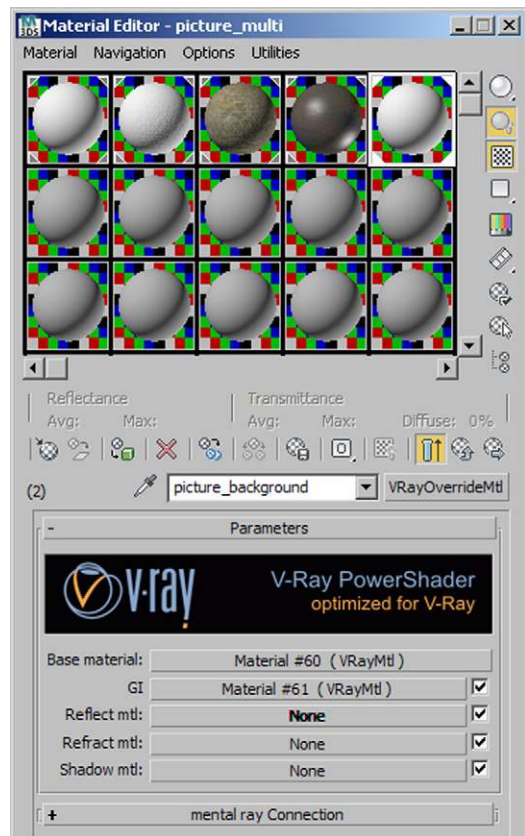 Material Editor - picture_multi
Material Navigation Options Utilities
Reflectance Transmittance
Avg: Max: Avg: Max: Diffuse: 0%
(2) picture_background VRayOverrideMtl
- Parameters
v·ray V-Ray PowerShader
optimized for V-Ray
Base material: Material #60 ( VRayMtl )
GI Material #61 ( VRayMtl )
Reflect mtl: None
Refract mtl: None
Shadow mtl: None
+ mental ray Connection